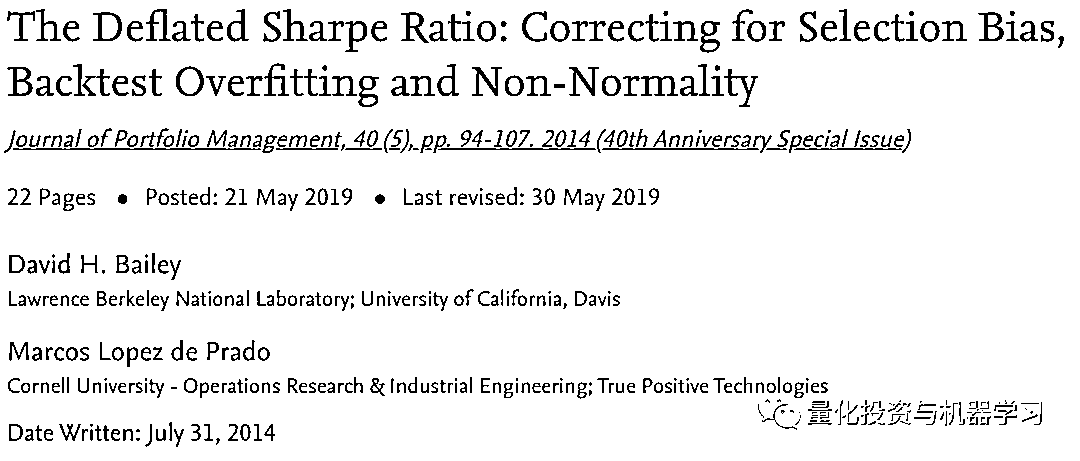 The Deflated Sharpe Ratio: Correcting for Selection Bias,
Backtest Overfitting and Non-Normality
Journal of Portfolio Management, 40 (5), pp. 94-107. 2014 (40th Anniversary Special Issue)
22 Pages • Posted: 21 May 2019 • Last revised: 30 May 2019
David H. Bailey
Lawrence Berkeley National Laboratory; University of California, Davis
Marcos Lopez de Prado
Cornell University - Operations Research & Industrial Engineering; True Positive Technologies
量化投资与机器学习
Date Written: July 31, 2014